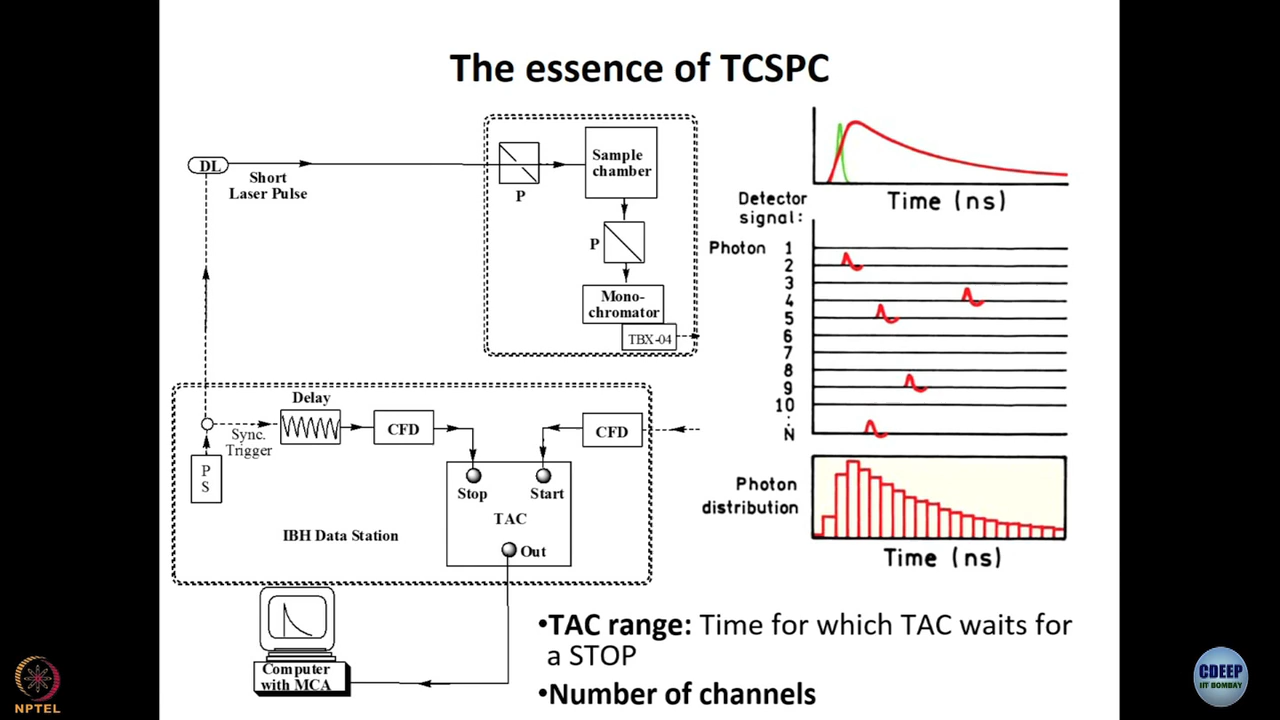 The essence of TCSPC
DL
Short
Laser Pulse
P
Sample
chamber
P
Mono-
chromator
TBX-04
Delay
Sync.
Trigger
CFD
CFD
P
S
Stop
Start
TAC
Out
IBH Data Station
Computer
with MCA
Time (ns)
Detector
signal:
Photon 1
2
3
4
5
6
7
8
9
10
:
N
Photon
distribution
Time (ns)
•TAC range: Time for which TAC waits for
a STOP
•Number of channels
NPTEL
CDEEP
IIT BOMBAY